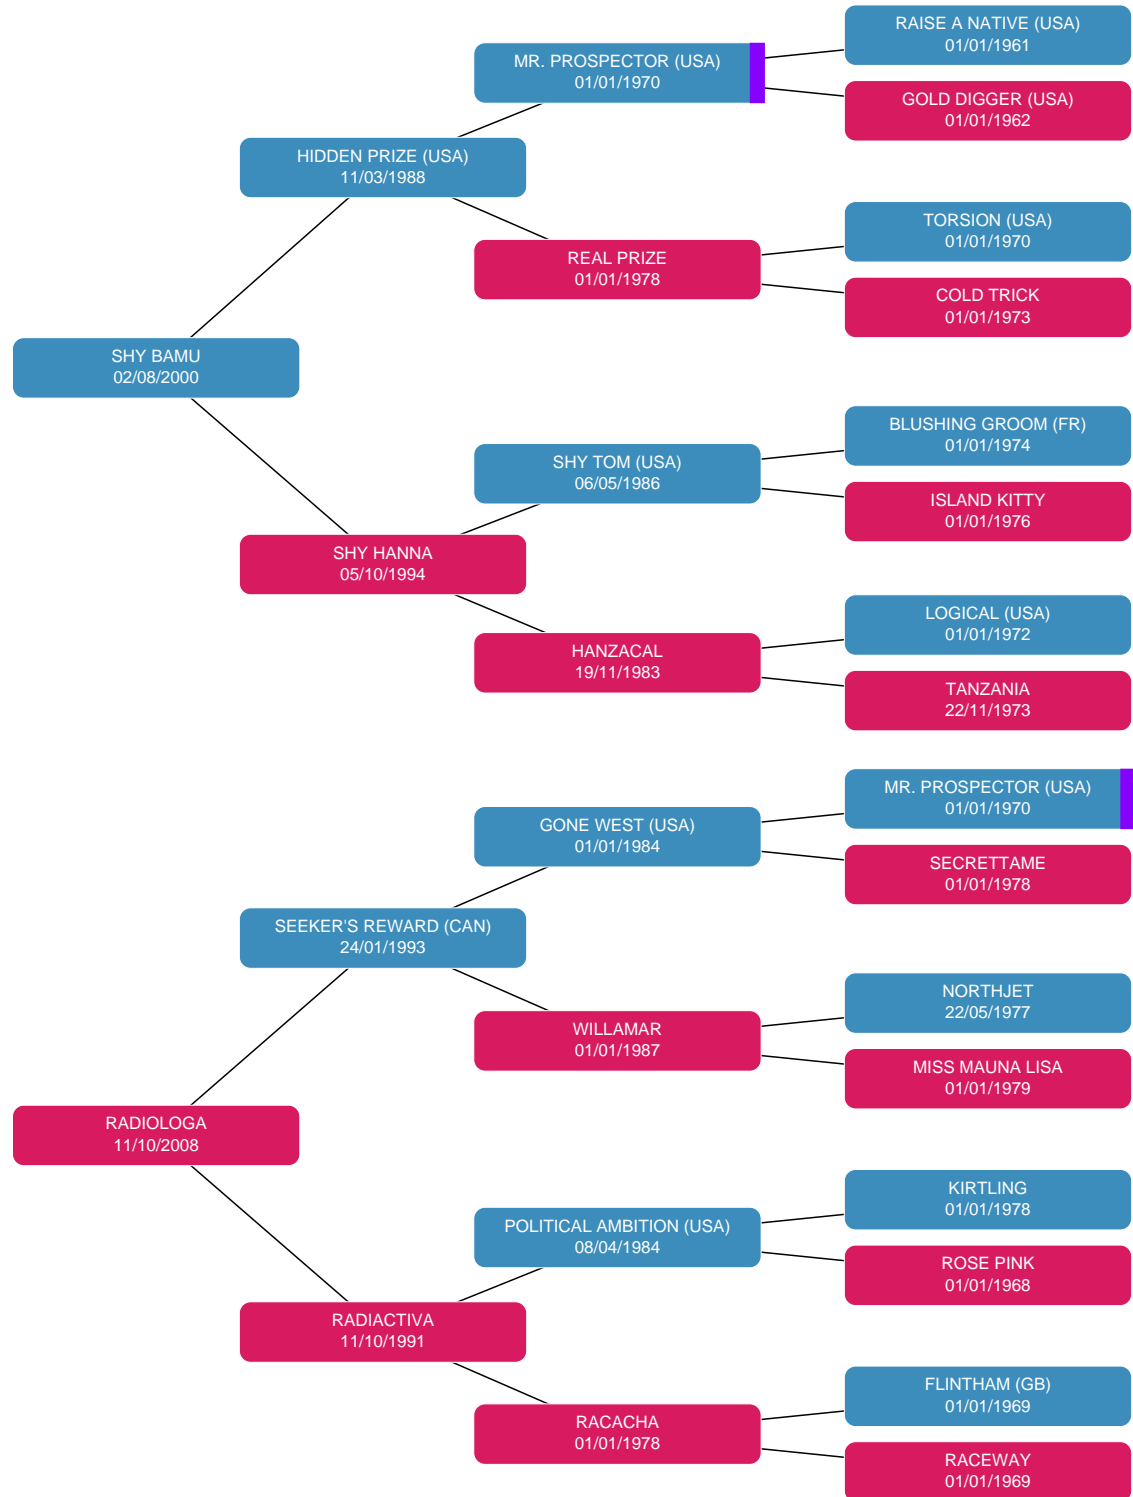 RAISE A NATIVE (USA)
01/01/1961
MR. PROSPECTOR (USA)
01/01/1970
GOLD DIGGER (USA)
01/01/1962
HIDDEN PRIZE (USA)
11/03/1988
TORSION (USA)
01/01/1970
REAL PRIZE
01/01/1978
COLD TRICK
01/01/1973
SHY BAMU
02/08/2000
BLUSHING GROOM (FR)
01/01/1974
SHY TOM (USA)
06/05/1986
ISLAND KITTY
01/01/1976
SHY HANNA
05/10/1994
LOGICAL (USA)
01/01/1972
HANZACAL
19/11/1983
TANZANIA
22/11/1973
MR. PROSPECTOR (USA)
01/01/1970
GONE WEST (USA)
01/01/1984
SECRETTAME
01/01/1978
SEEKER'S REWARD (CAN)
24/01/1993
NORTHJET
22/05/1977
WILLAMAR
01/01/1987
MISS MAUNA LISA
01/01/1979
RADIOLOGA
11/10/2008
KIRTLING
01/01/1978
POLITICAL AMBITION (USA)
08/04/1984
ROSE PINK
01/01/1968
RADIACTIVA
11/10/1991
FLINTHAM (GB)
01/01/1969
RACACHA
01/01/1978
RACEWAY
01/01/1969